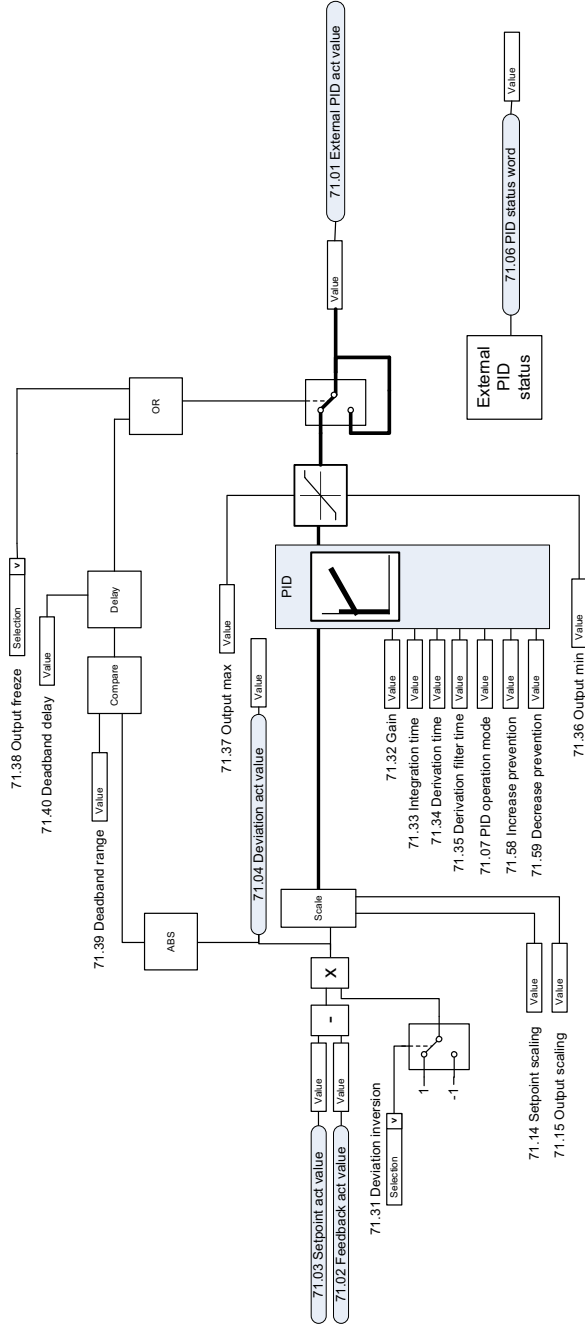 71.38 Output freeze
Selection
v
71.40 Deadband delay
Value
71.39 Deadband range
Value
Compare
Delay
OR
ABS
71.04 Deviation act value
Value
71.37 Output max
Value
71.03 Setpoint act value
Value
71.02 Feedback act value
Value
-
X
Scale
PID
Value
71.01 External PID act value
71.31 Deviation inversion
Selection
v
1
-1
71.14 Setpoint scaling
Value
71.15 Output scaling
Value
71.32 Gain
Value
71.33 Integration time
Value
71.34 Derivation time
Value
71.35 Derivation filter time
Value
71.07 PID operation mode
Value
71.58 Increase prevention
Value
71.59 Decrease prevention
Value
71.36 Output min
Value
External
PID
status
71.06 PID status word
Value